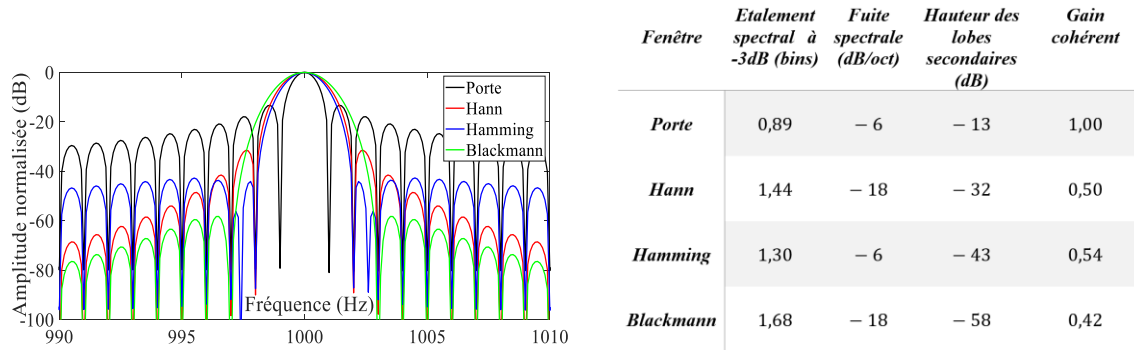 Amplitude normalisée (dB)
0
-20
-40
-60
-80
-100
990
995
1000
1005
1010
Fréquence (Hz)
Porte
Hann
Hamming
Blackmann
Fenêtre
Etalement
spectral à
-3dB (bins)
Fuite
spectrale
(dB/oct)
Hauteur des
lobes
secondaires
(dB)
Gain
cohérent
Porte 0,89 − 6 − 13 1,00
Hann 1,44 − 18 − 32 0,50
Hamming 1,30 − 6 − 43 0,54
Blackmann 1,68 − 18 − 58 0,42